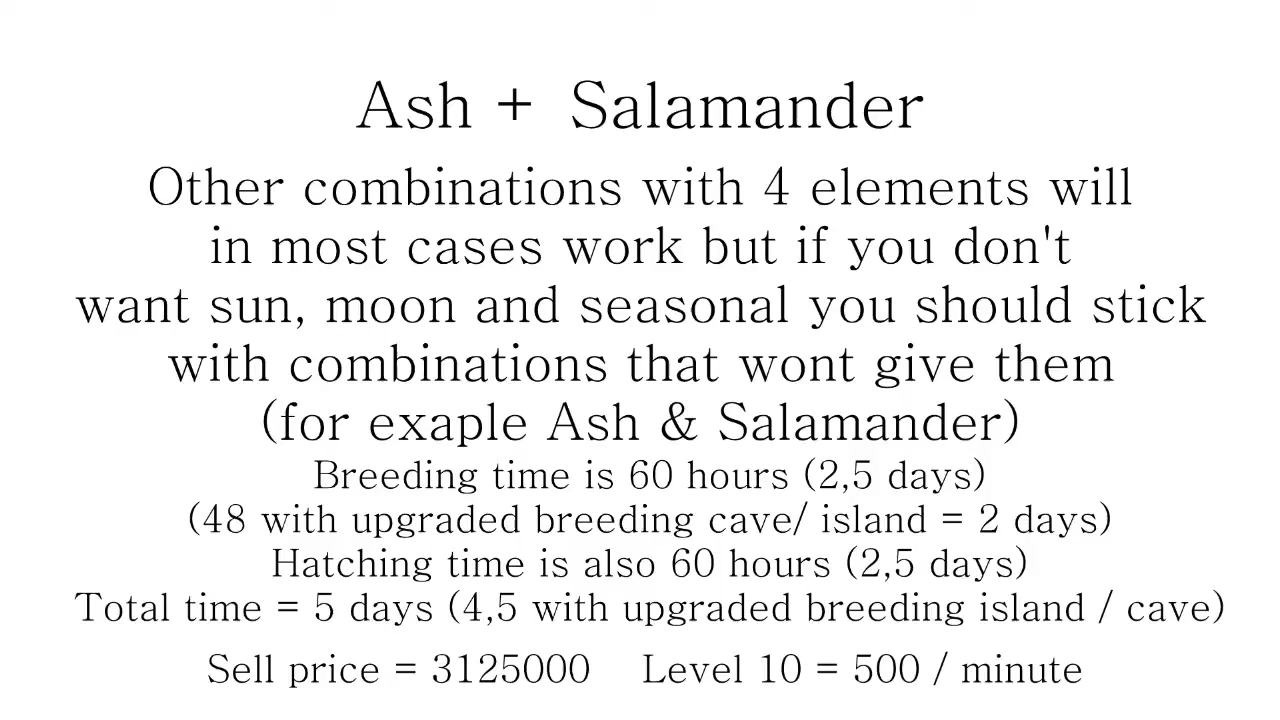 Ash + Salamander
Other combinations with 4 elements will
in most cases work but if you don't
want sun, moon and seasonal you should stick
with combinations that wont give them
(for exaple Ash & Salamander)
Breeding time is 60 hours (2,5 days)
(48 with upgraded breeding cave/ island = 2 days)
Hatching time is also 60 hours (2,5 days)
Total time = 5 days (4,5 with upgraded breeding island / cave)
Sell price = 3125000 Level 10 = 500 / minute